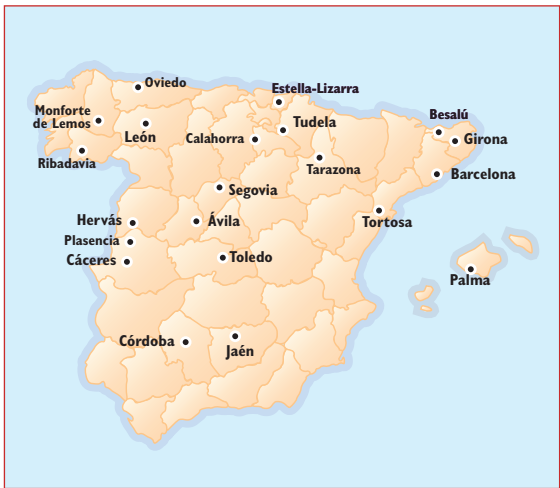 Oviedo
Estella-Lizarra
Monforte
de Lemos
León
Calahorra
Tudela
Besalú
Girona
Ribadavia
Tarazona
Barcelona
Segovia
Hervás
Ávila
Tortosa
Plasencia
Cáceres
Toledo
Palma
Córdoba
Jaén